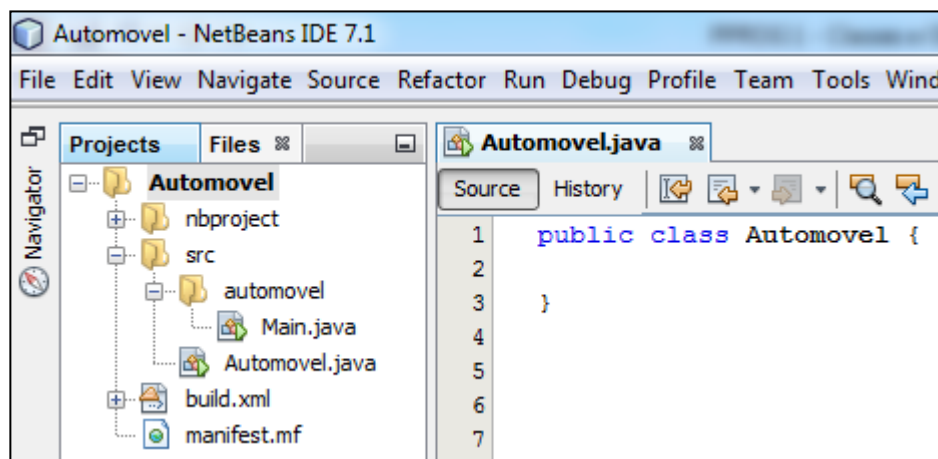 Automovel - NetBeans IDE 7.1
File Edit View Navigate Source Refactor Run Debug Profile Team Tools Wind
Navigator
Projects Files
Automovel
nbproject
src
automovel
Main.java
Automovel.java
build.xml
manifest.mf
Automovel.java
Source History
1 public class Automovel {
2
3 }
4
5
6
7